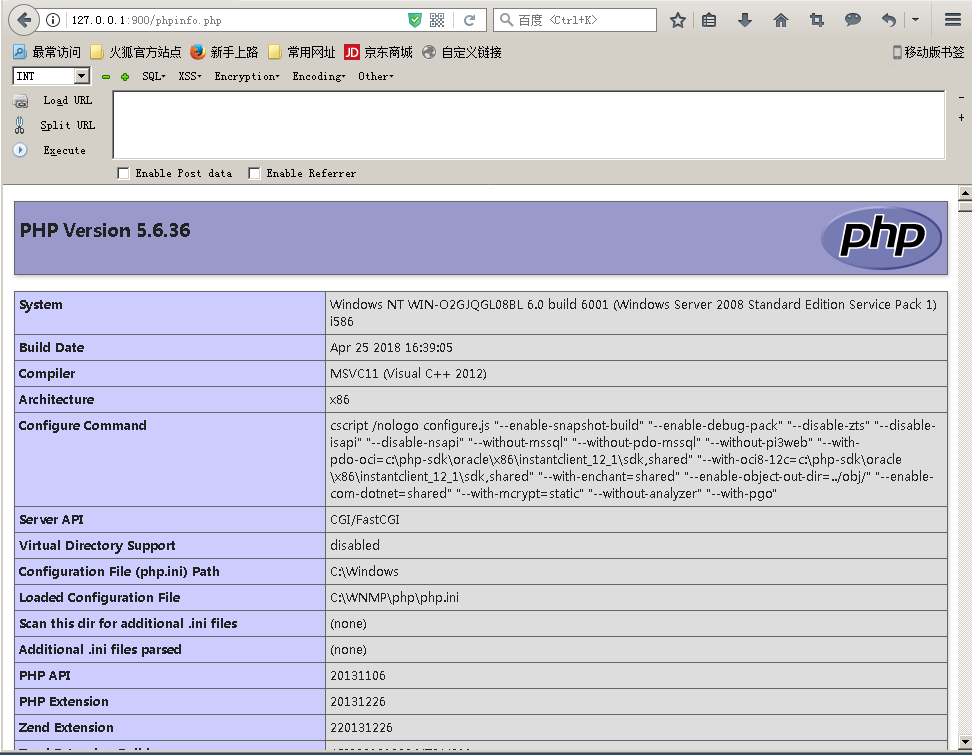 127.0.0.1:900/phpinfo.php
百度 <Ctrl+K>
最常访问 火狐官方站点 新手上路 常用网址 JD 京东商城 自定义链接 移动版书签
INT SQL▾ XSS▾ Encryption▾ Encoding▾ Other▾
Load URL
Split URL
Execute
Enable Post data Enable Referrer
PHP Version 5.6.36
php
System Windows NT WIN-O2GJQGL08BL 6.0 build 6001 (Windows Server 2008 Standard Edition Service Pack 1)
i586
Build Date Apr 25 2018 16:39:05
Compiler MSVC11 (Visual C++ 2012)
Architecture x86
Configure Command cscript /nologo configure.js "--enable-snapshot-build" "--enable-debug-pack" "--disable-zts" "--disable-
isapi" "--disable-nsapi" "--without-mssql" "--without-pdo-mssql" "--without-pi3web" "--with-
pdo-oci=c:\php-sdk\oracle\x86\instantclient_12_1\sdk,shared" "--with-oci8-12c=c:\php-sdk\oracle
\x86\instantclient_12_1\sdk,shared" "--with-enchant=shared" "--enable-object-out-dir=../obj/" "--enable-
com-dotnet=shared" "--with-mcrypt=static" "--without-analyzer" "--with-pgo"
Server API CGI/FastCGI
Virtual Directory Support disabled
Configuration File (php.ini) Path C:\Windows
Loaded Configuration File C:\WNMP\php\php.ini
Scan this dir for additional .ini files (none)
Additional .ini files parsed (none)
PHP API 20131106
PHP Extension 20131226
Zend Extension 220131226